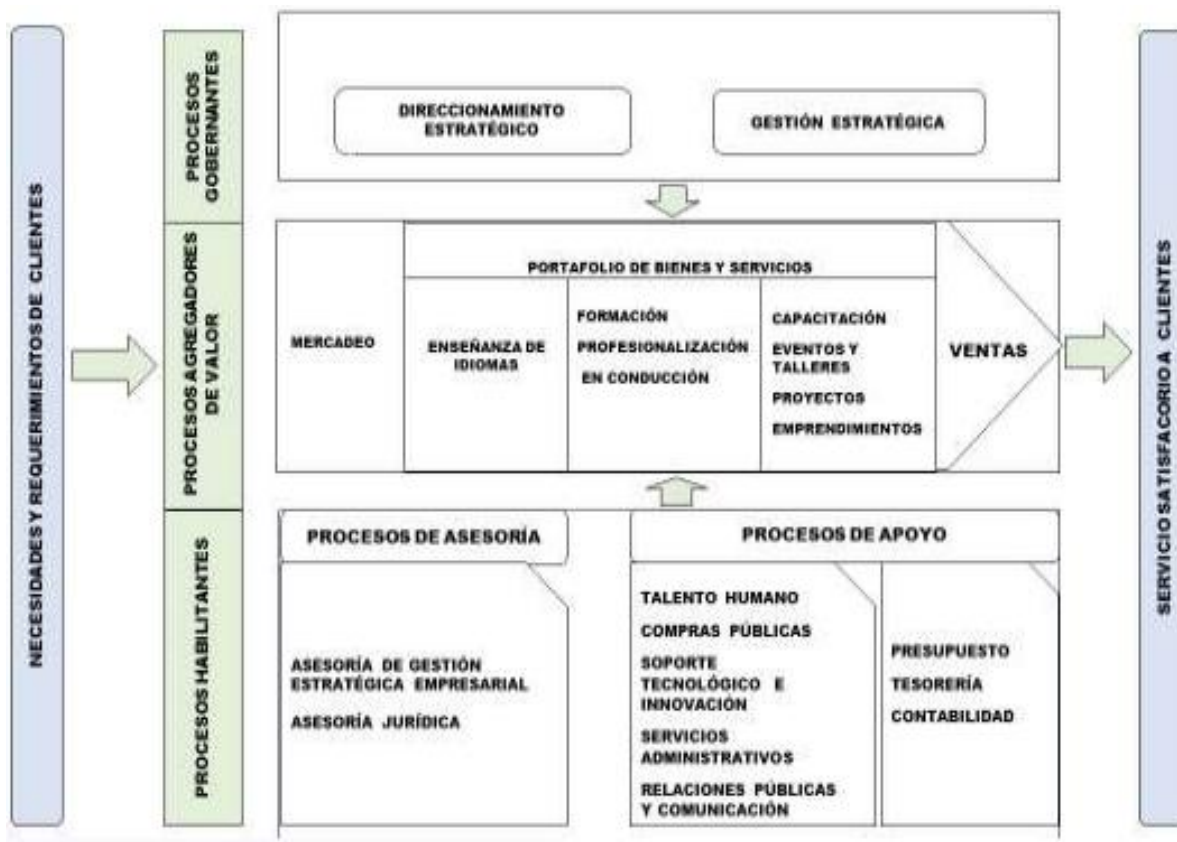 NECESIDADES Y REQUERIMIENTOS DE CLIENTES
PROCESOS
GOBERNANTES
DIRECCIONAMIENTO
ESTRATÉGICO
GESTIÓN ESTRATÉGICA
PROCESOS AGREGADORES
DE VALOR
MERCADEO
PORTAFOLIO DE BIENES Y SERVICIOS
ENSEÑANZA DE
IDIOMAS
FORMACIÓN
PROFESIONALIZACIÓN
EN CONDUCCIÓN
CAPACITACIÓN
EVENTOS Y
TALLERES
PROYECTOS
EMPRENDIMIENTOS
VENTAS
PROCESOS HABILITANTES
PROCESOS DE ASESORÍA
ASESORÍA DE GESTIÓN
ESTRATÉGICA EMPRESARIAL
ASESORÍA JURÍDICA
PROCESOS DE APOYO
TALENTO HUMANO
COMPRAS PÚBLICAS
SOPORTE
TECNOLÓGICO E
INNOVACIÓN
SERVICIOS
ADMINISTRATIVOS
RELACIONES PÚBLICAS
Y COMUNICACIÓN
PRESUPUESTO
TESORERÍA
CONTABILIDAD
SERVICIO SATISFACORIO A CLIENTES